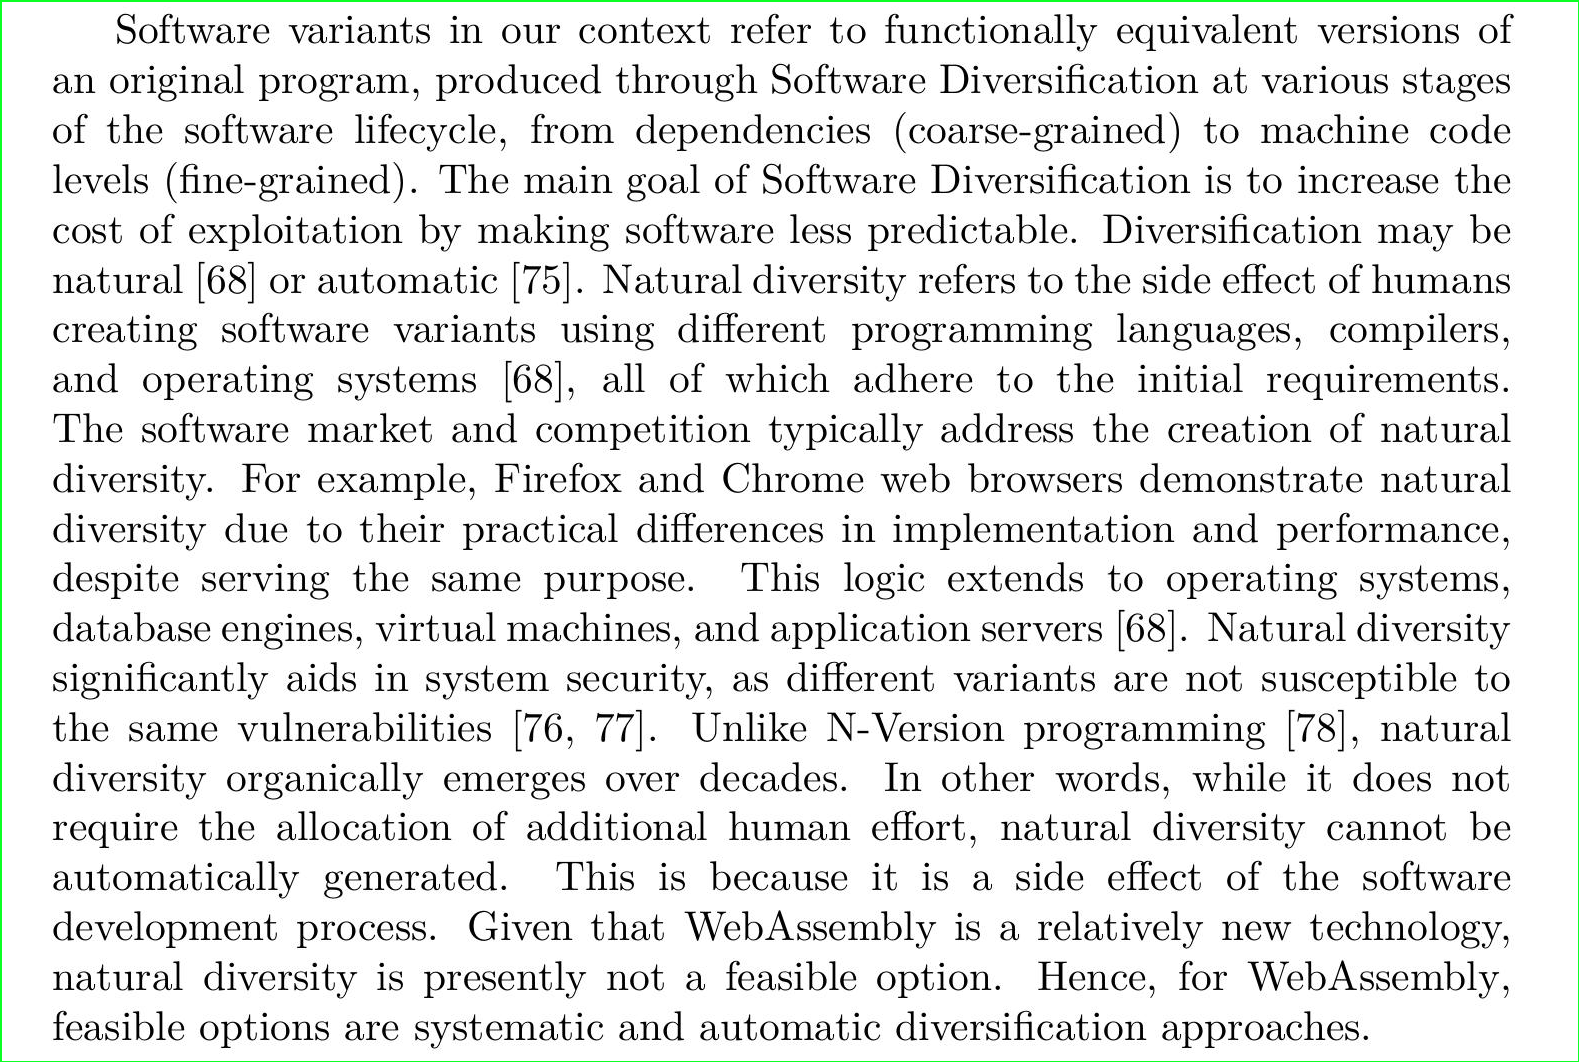 Software variants in our context refer to functionally equivalent versions of
an original program, produced through Software Diversification at various stages
of the software lifecycle, from dependencies (coarse-grained) to machine code
levels (fine-grained). The main goal of Software Diversification is to increase the
cost of exploitation by making software less predictable. Diversification may be
natural [68] or automatic [75]. Natural diversity refers to the side effect of humans
creating software variants using different programming languages, compilers,
and operating systems [68], all of which adhere to the initial requirements.
The software market and competition typically address the creation of natural
diversity. For example, Firefox and Chrome web browsers demonstrate natural
diversity due to their practical differences in implementation and performance,
despite serving the same purpose. This logic extends to operating systems,
database engines, virtual machines, and application servers [68]. Natural diversity
significantly aids in system security, as different variants are not susceptible to
the same vulnerabilities [76, 77]. Unlike N-Version programming [78], natural
diversity organically emerges over decades. In other words, while it does not
require the allocation of additional human effort, natural diversity cannot be
automatically generated. This is because it is a side effect of the software
development process. Given that WebAssembly is a relatively new technology,
natural diversity is presently not a feasible option. Hence, for WebAssembly,
feasible options are systematic and automatic diversification approaches.